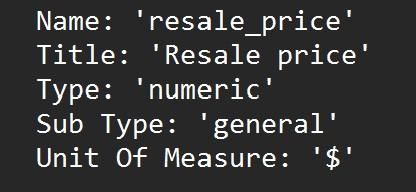 Name: 'resale_price'
Title: 'Resale price'
Type: 'numeric'
Sub Type: 'general'
Unit Of Measure: '$'